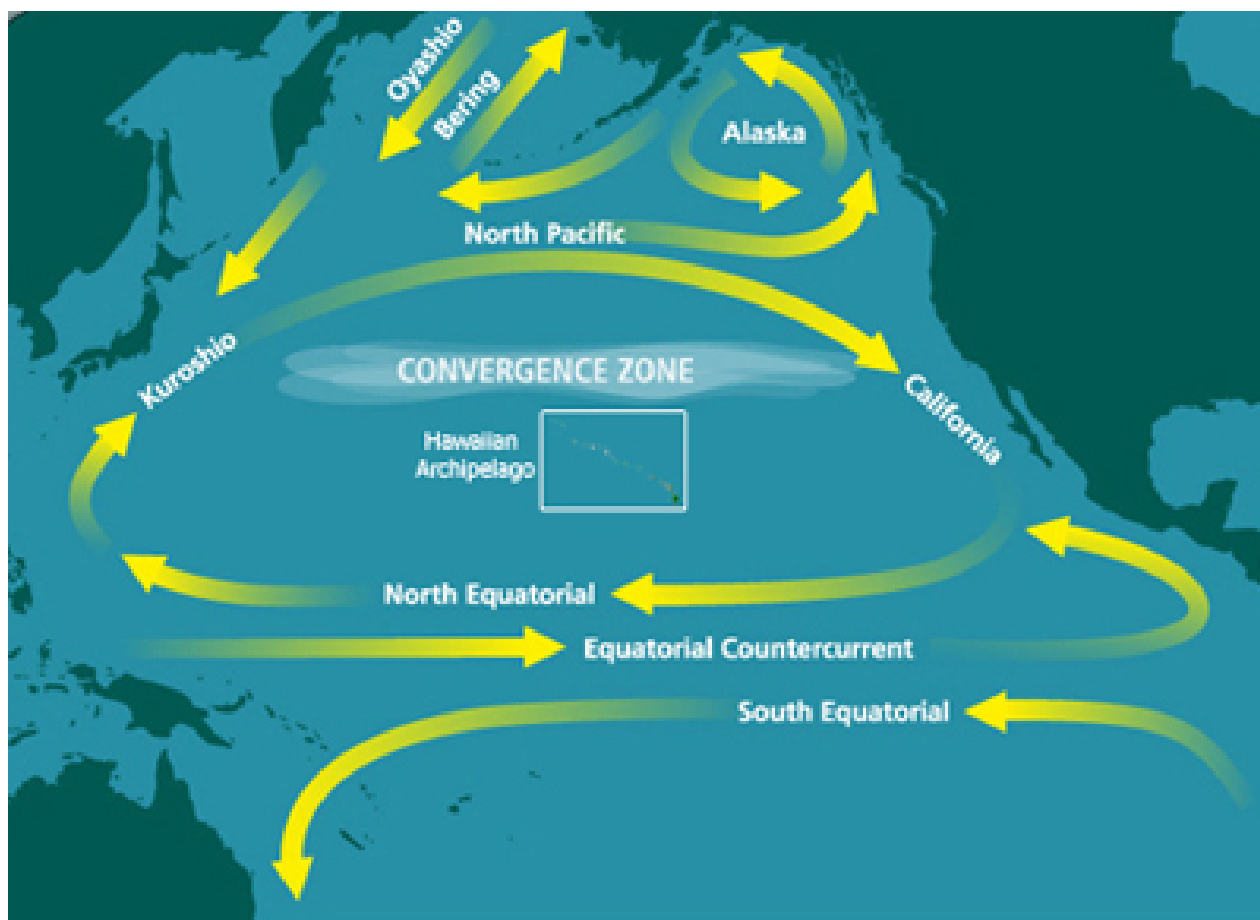 Oyashio
Bering
Alaska
North Pacific
Kuroshio
CONVERGENCE ZONE
California
Hawaiian
Archipelago
North Equatorial
Equatorial Countercurrent
South Equatorial